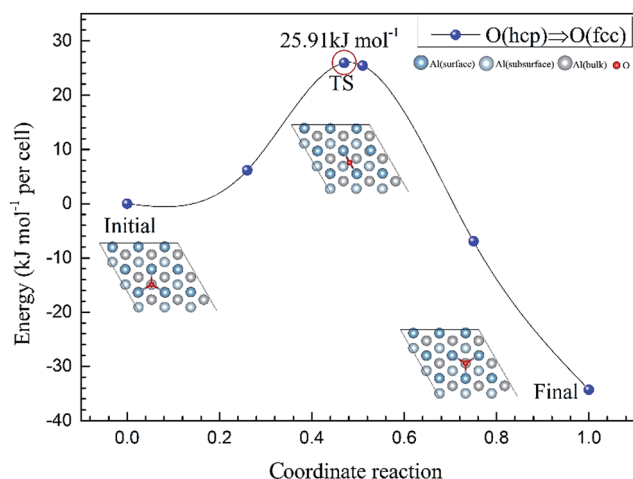 25.91kJ mol⁻¹
O(hcp)⇒O(fcc)
Al(surface) Al(subsurface) Al(bulk) O
TS
Initial
Final
30
20
10
0
-10
-20
-30
-40
Energy (kJ mol⁻¹ per cell)
0.0 0.2 0.4 0.6 0.8 1.0
Coordinate reaction